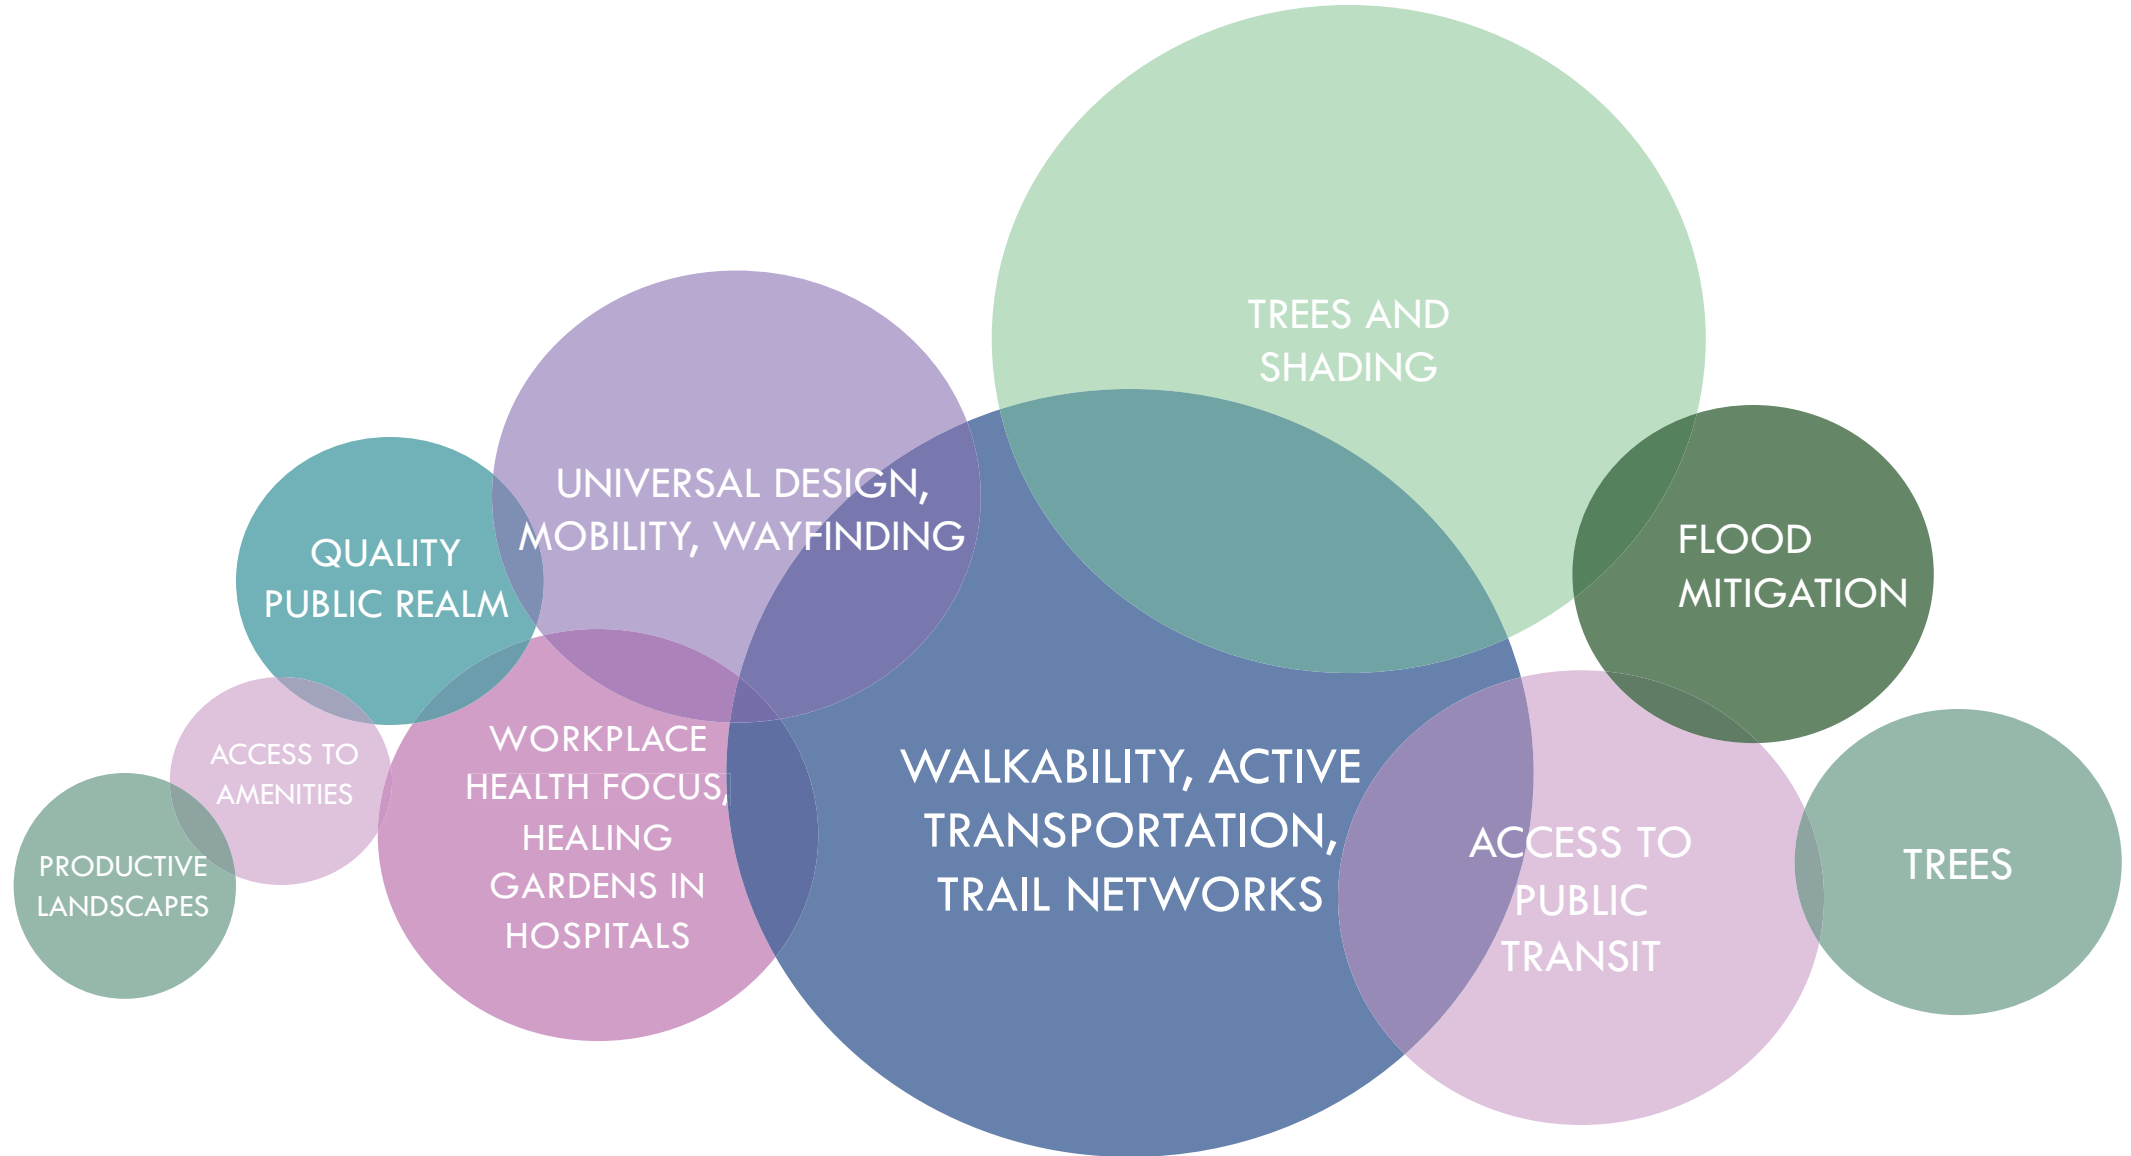 TREES AND
SHADING
UNIVERSAL DESIGN,
MOBILITY, WAYFINDING
QUALITY
PUBLIC REALM
FLOOD
MITIGATION
ACCESS TO
AMENITIES
WORKPLACE
HEALTH FOCUS,
HEALING
GARDENS IN
HOSPITALS
WALKABILITY, ACTIVE
TRANSPORTATION,
TRAIL NETWORKS
ACCESS TO
PUBLIC
TRANSIT
TREES
PRODUCTIVE
LANDSCAPES